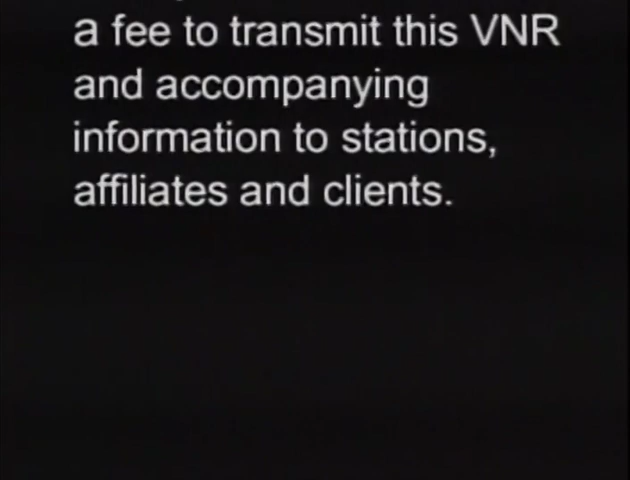 a fee to transmit this VNR
and accompanying
information to stations,
affiliates and clients.